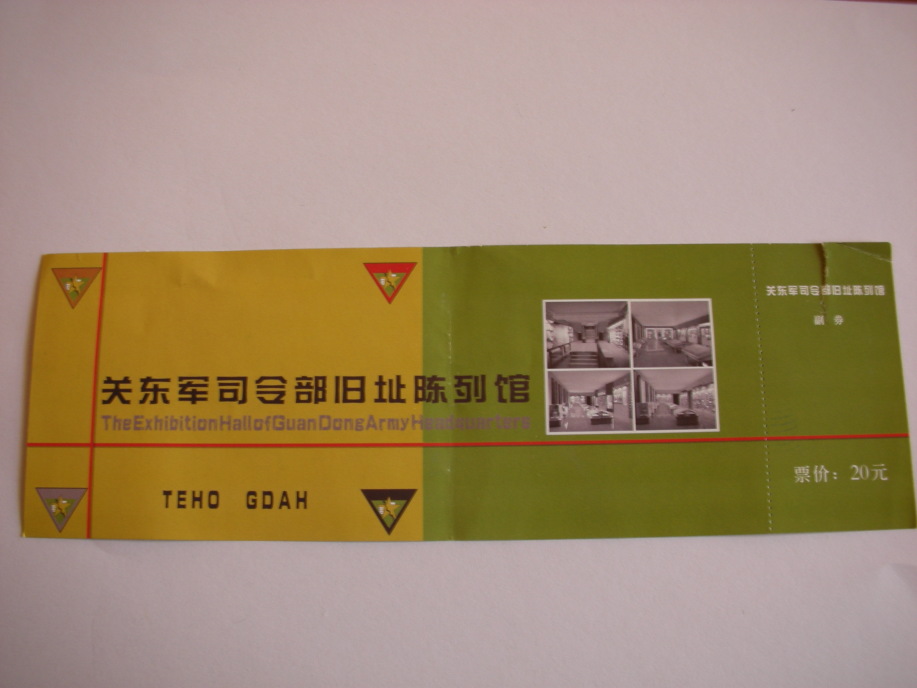 关东军司令部旧址陈列馆
TheExhibitionHallofGuanDongArmyHeadquarters
TEHO GDAH
关东军司令部旧址陈列馆
副 券
票价：20元